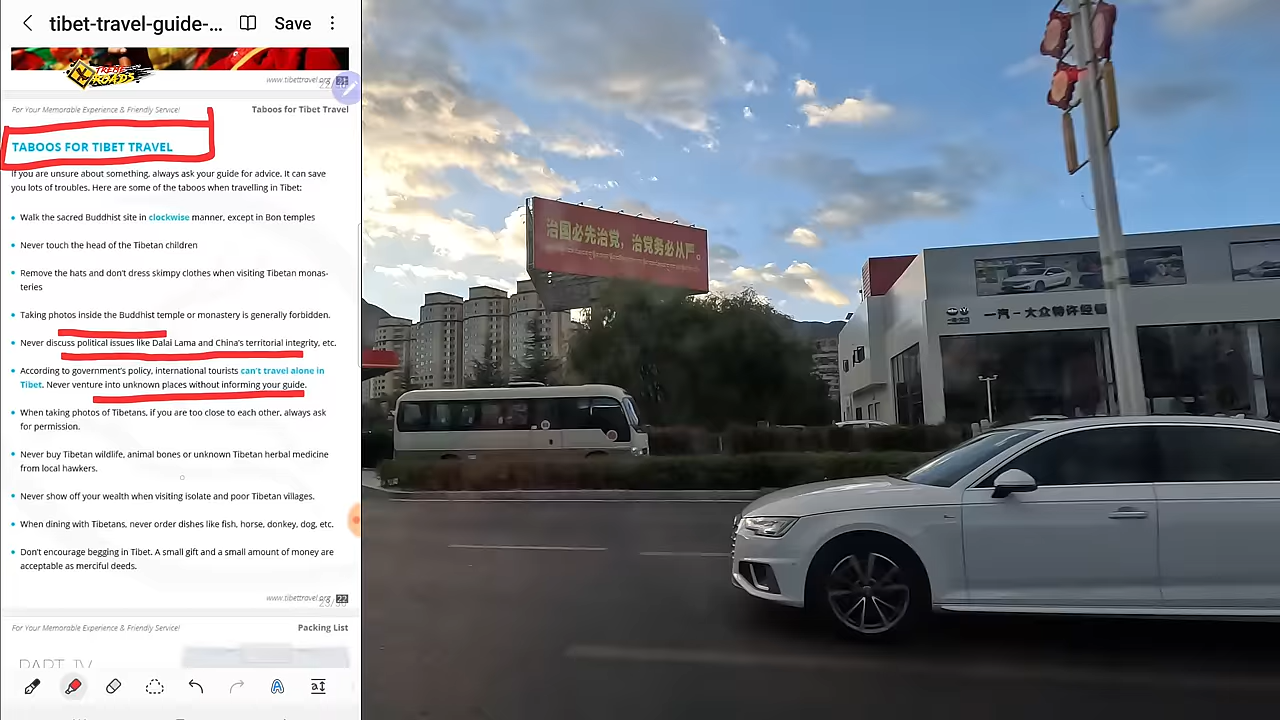 tibet-travel-guide-...
Save
XTREME
ROADS
www.tibettravel.org
For Your Memorable Experience & Friendly Service!
Taboos for Tibet Travel
TABOOS FOR TIBET TRAVEL
If you are unsure about something, always ask your guide for advice. It can save
you lots of troubles. Here are some of the taboos when travelling in Tibet:
Walk the sacred Buddhist site in clockwise manner, except in Bon temples
Never touch the head of the Tibetan children
Remove the hats and don't dress skimpy clothes when visiting Tibetan monas-
teries
Taking photos inside the Buddhist temple or monastery is generally forbidden.
Never discuss political issues like Dalai Lama and China's territorial integrity, etc.
According to government's policy, international tourists can't travel alone in
Tibet. Never venture into unknown places without informing your guide.
When taking photos of Tibetans, if you are too close to each other, always ask
for permission.
Never buy Tibetan wildlife, animal bones or unknown Tibetan herbal medicine
from local hawkers.
Never show off your wealth when visiting isolate and poor Tibetan villages.
When dining with Tibetans, never order dishes like fish, horse, donkey, dog, etc.
Don't encourage begging in Tibet. A small gift and a small amount of money are
acceptable as merciful deeds.
www.tibettravel.org
22
For Your Memorable Experience & Friendly Service!
Packing List
PART IV
治国必先治党，治党务必从严。
一汽-大众特许经销